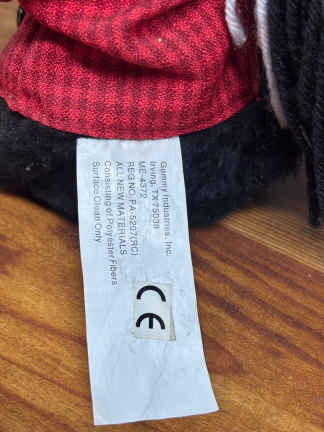 Gemmy Industries, Inc.
Irving, TX 75038
ME-4372
REG NO.PA-5207(RC)
ALL NEW MATERIALS
Consisting of Polyester Fibers
Surface Clean Only
CE